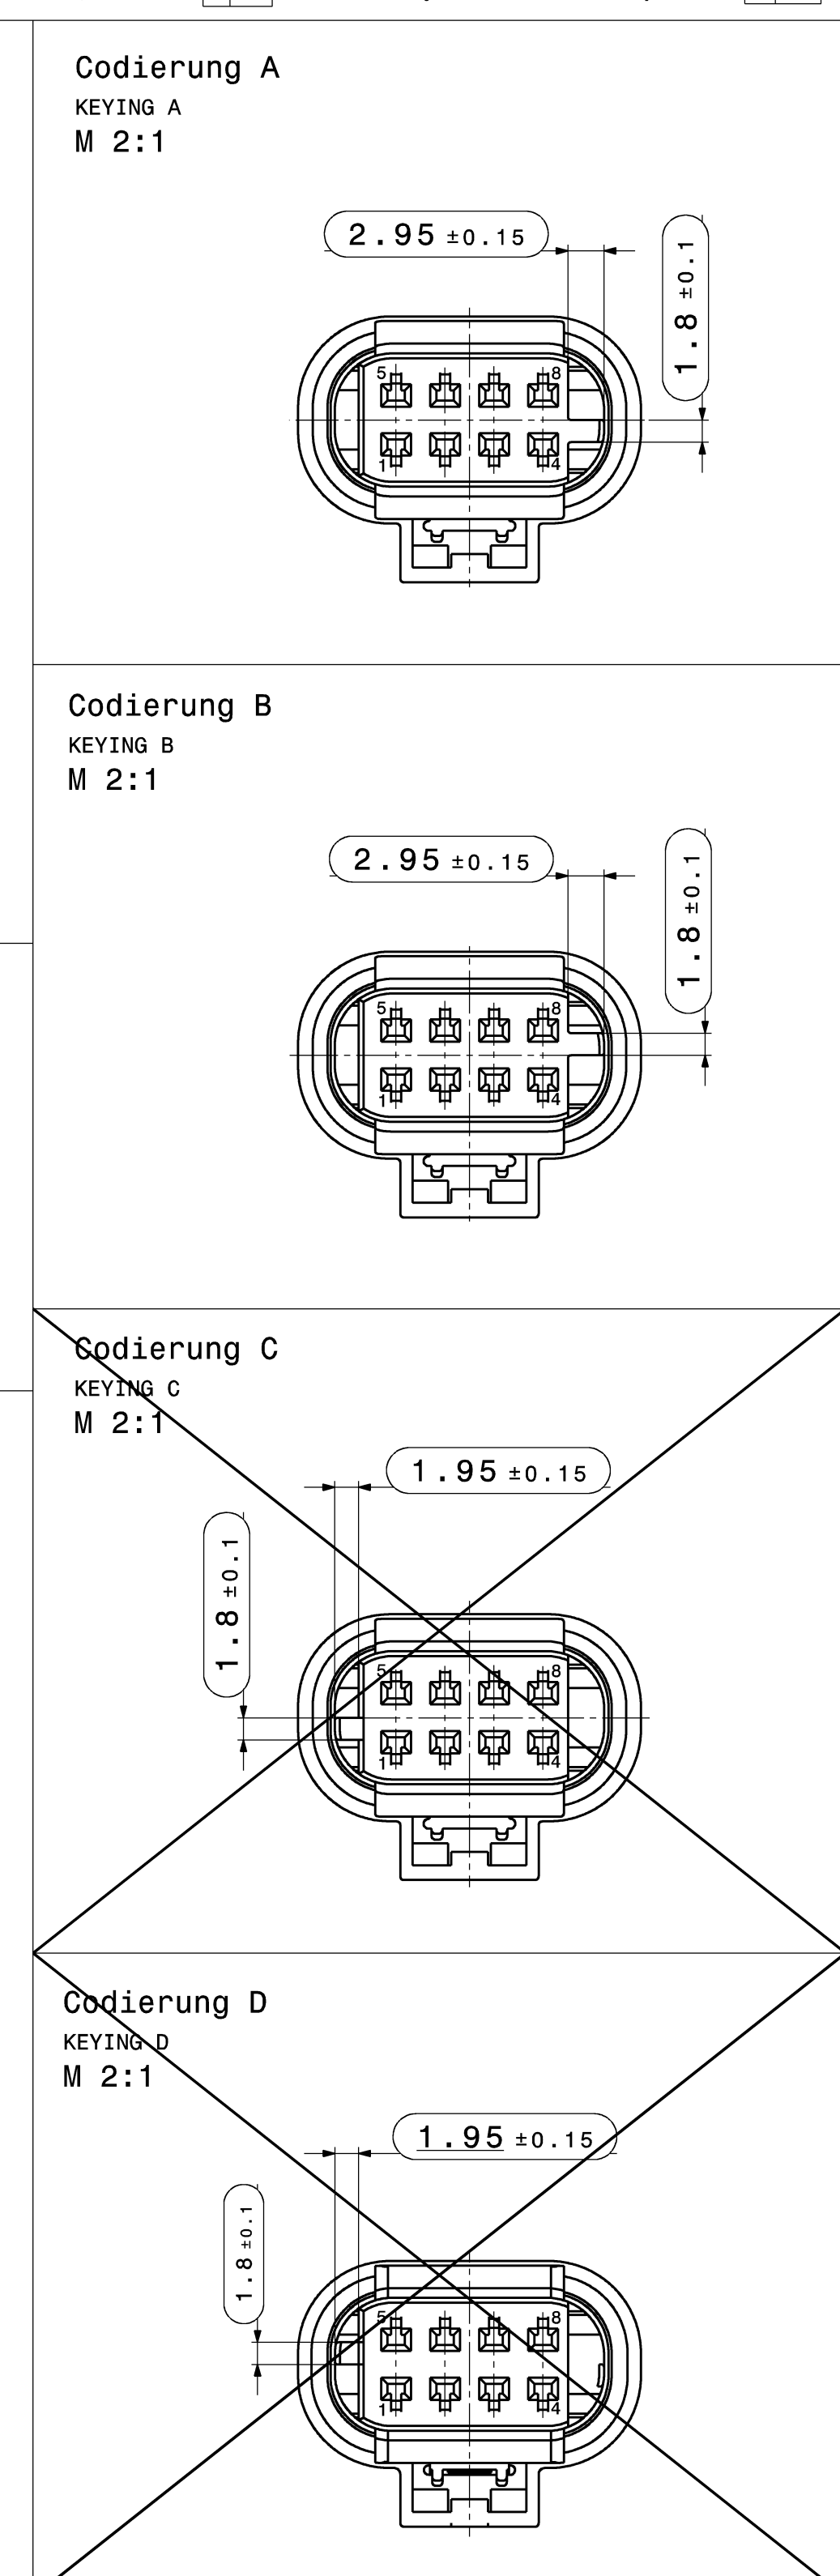 Codierung A
KEYING A
M 2:1
2.95 ±0.15
1.8 ±0.1
5 8
1 4
Codierung B
KEYING B
M 2:1
2.95 ±0.15
1.8 ±0.1
5 8
1 4
Codierung C
KEYING C
M 2:1
1.95 ±0.15
1.8 ±0.1
5 8
1 4
Codierung D
KEYING D
M 2:1
1.95 ±0.15
1.8 ±0.1
5 8
1 4